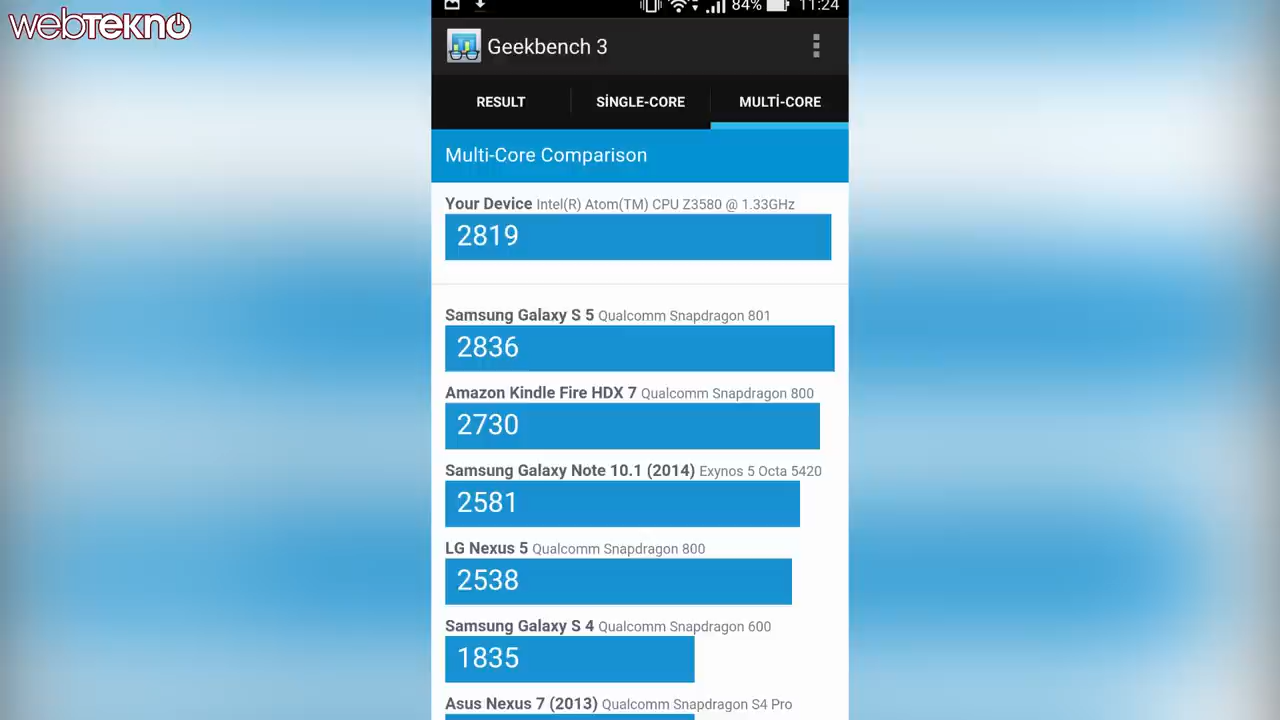 webtekno
84% 11:24
Geekbench 3
RESULT SİNGLE-CORE MULTİ-CORE
Multi-Core Comparison
Your Device Intel(R) Atom(TM) CPU Z3580 @ 1.33GHz
2819
Samsung Galaxy S 5 Qualcomm Snapdragon 801
2836
Amazon Kindle Fire HDX 7 Qualcomm Snapdragon 800
2730
Samsung Galaxy Note 10.1 (2014) Exynos 5 Octa 5420
2581
LG Nexus 5 Qualcomm Snapdragon 800
2538
Samsung Galaxy S 4 Qualcomm Snapdragon 600
1835
Asus Nexus 7 (2013) Qualcomm Snapdragon S4 Pro